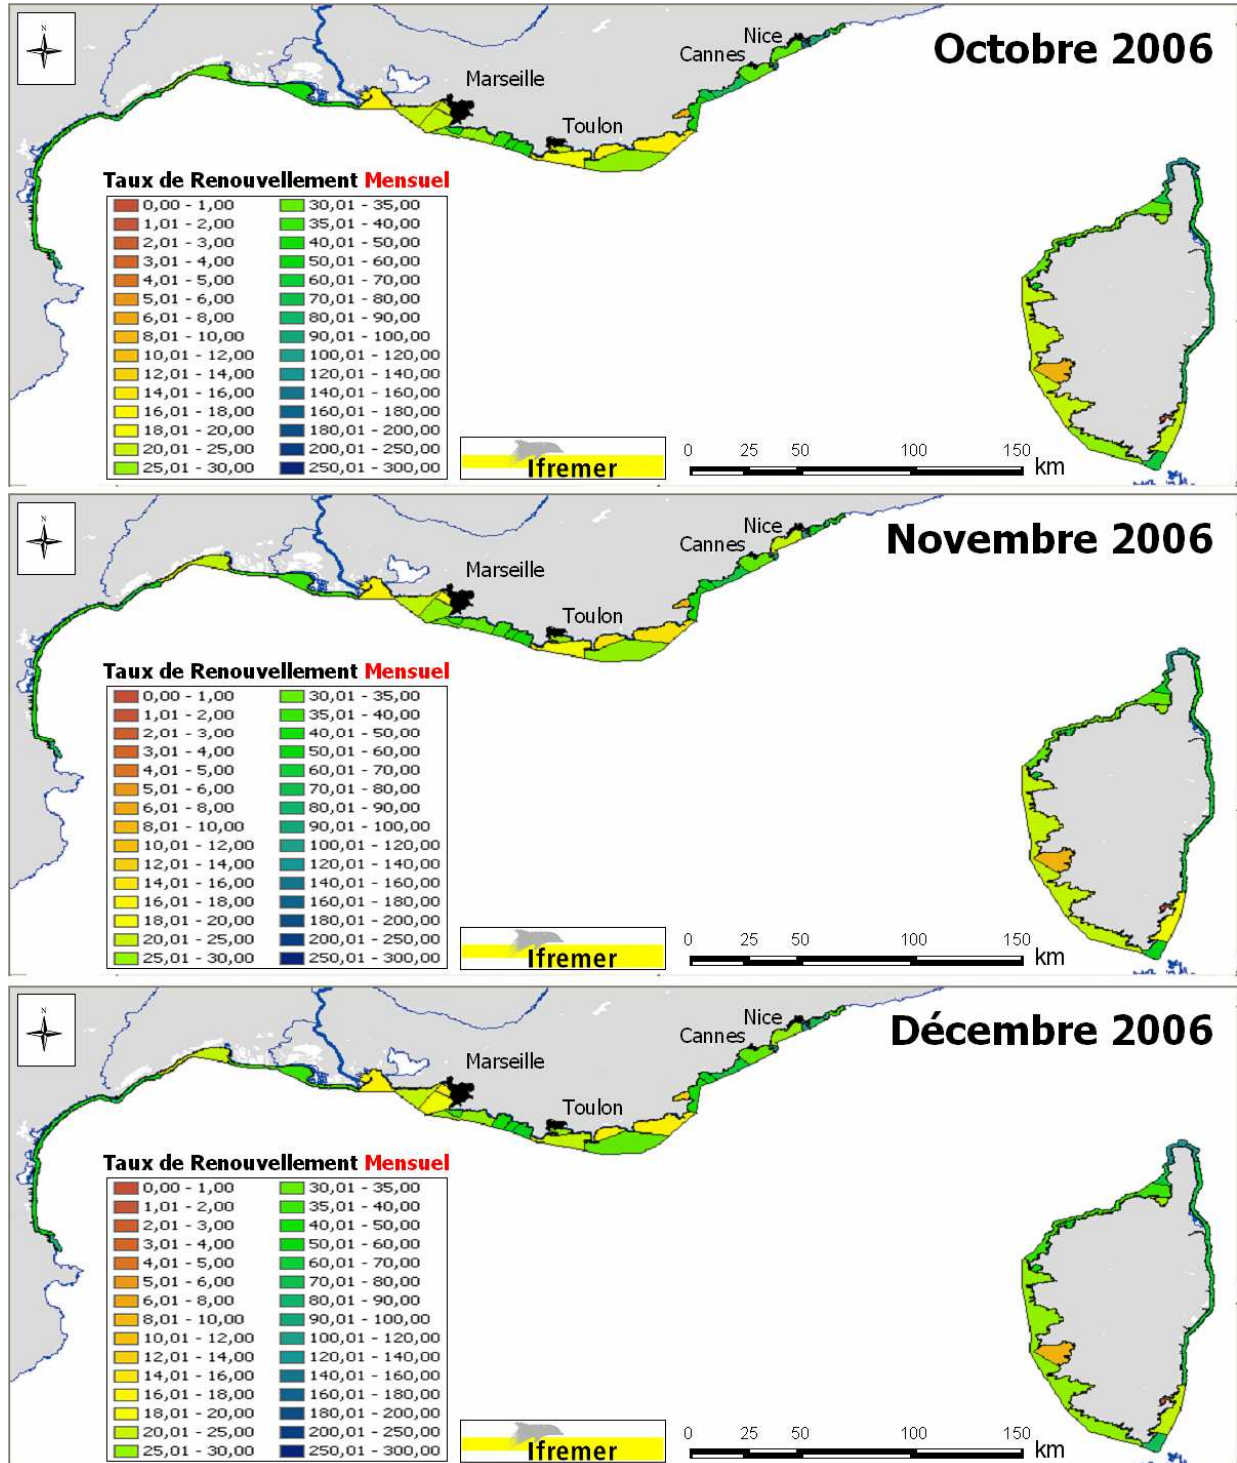 N
Octobre 2006
Nice
Cannes
Marseille
Toulon
Taux de Renouvellement Mensuel
0,00 - 1,00 30,01 - 35,00
1,01 - 2,00 35,01 - 40,00
2,01 - 3,00 40,01 - 50,00
3,01 - 4,00 50,01 - 60,00
4,01 - 5,00 60,01 - 70,00
5,01 - 6,00 70,01 - 80,00
6,01 - 8,00 80,01 - 90,00
8,01 - 10,00 90,01 - 100,00
10,01 - 12,00 100,01 - 120,00
12,01 - 14,00 120,01 - 140,00
14,01 - 16,00 140,01 - 160,00
16,01 - 18,00 160,01 - 180,00
18,01 - 20,00 180,01 - 200,00
20,01 - 25,00 200,01 - 250,00
25,01 - 30,00 250,01 - 300,00
Ifremer
0 25 50 100 150
km
N
Novembre 2006
Nice
Cannes
Marseille
Toulon
Taux de Renouvellement Mensuel
0,00 - 1,00 30,01 - 35,00
1,01 - 2,00 35,01 - 40,00
2,01 - 3,00 40,01 - 50,00
3,01 - 4,00 50,01 - 60,00
4,01 - 5,00 60,01 - 70,00
5,01 - 6,00 70,01 - 80,00
6,01 - 8,00 80,01 - 90,00
8,01 - 10,00 90,01 - 100,00
10,01 - 12,00 100,01 - 120,00
12,01 - 14,00 120,01 - 140,00
14,01 - 16,00 140,01 - 160,00
16,01 - 18,00 160,01 - 180,00
18,01 - 20,00 180,01 - 200,00
20,01 - 25,00 200,01 - 250,00
25,01 - 30,00 250,01 - 300,00
Ifremer
0 25 50 100 150
km
N
Décembre 2006
Nice
Cannes
Marseille
Toulon
Taux de Renouvellement Mensuel
0,00 - 1,00 30,01 - 35,00
1,01 - 2,00 35,01 - 40,00
2,01 - 3,00 40,01 - 50,00
3,01 - 4,00 50,01 - 60,00
4,01 - 5,00 60,01 - 70,00
5,01 - 6,00 70,01 - 80,00
6,01 - 8,00 80,01 - 90,00
8,01 - 10,00 90,01 - 100,00
10,01 - 12,00 100,01 - 120,00
12,01 - 14,00 120,01 - 140,00
14,01 - 16,00 140,01 - 160,00
16,01 - 18,00 160,01 - 180,00
18,01 - 20,00 180,01 - 200,00
20,01 - 25,00 200,01 - 250,00
25,01 - 30,00 250,01 - 300,00
Ifremer
0 25 50 100 150
km